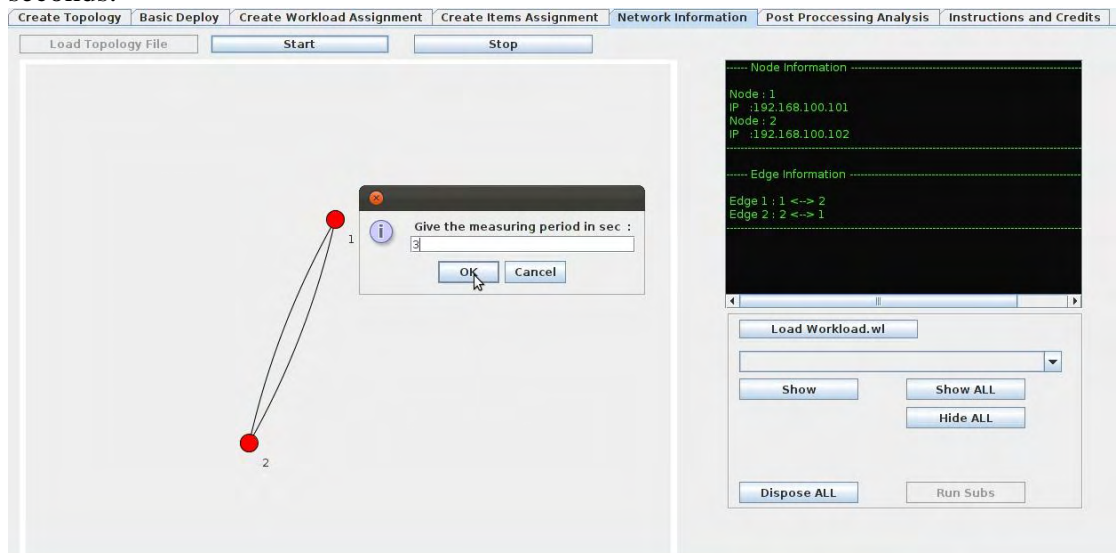 seconds.
Create Topology Basic Deploy Create Workload Assignment Create Items Assignment Network Information Post Proccessing Analysis Instructions and Credits
Load Topology File Start Stop
------ Node Information ------
Node : 1
IP :192.168.100.101
Node : 2
IP :192.168.100.102
------ Edge Information ------
Edge 1 : 1 <--> 2
Edge 2 : 2 <--> 1
1
2
Give the measuring period in sec :
3
OK Cancel
Load Workload.wl
Show Show ALL
Hide ALL
Dispose ALL Run Subs